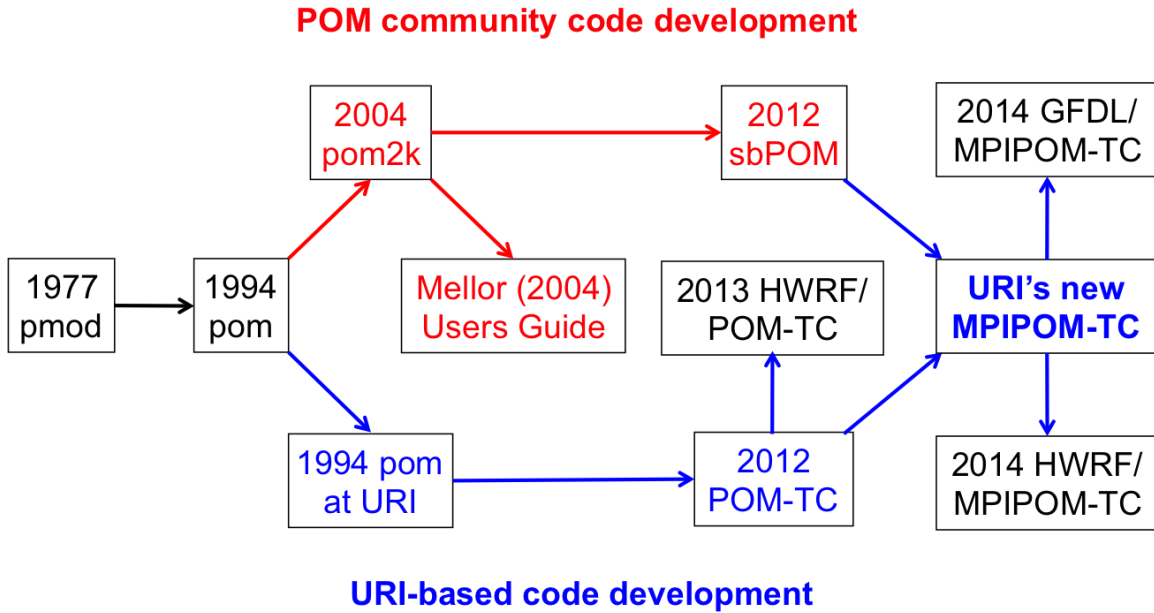 POM community code development
2004
pom2k
2012
sbPOM
2014 GFDL/
MPIPOM-TC
1977
pmod
1994
pom
Mellor (2004)
Users Guide
2013 HWRF/
POM-TC
URI’s new
MPIPOM-TC
1994 pom
at URI
2012
POM-TC
2014 HWRF/
MPIPOM-TC
URI-based code development